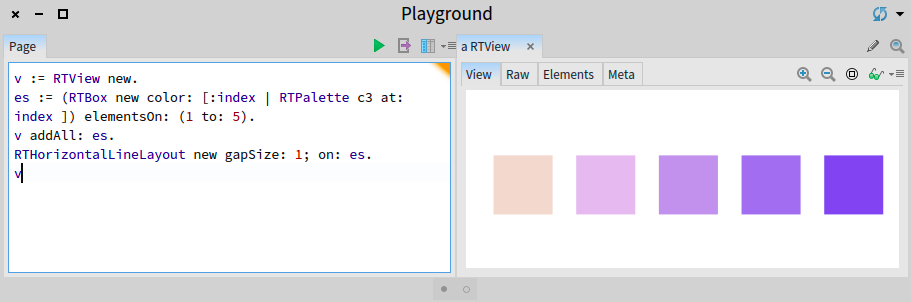 Playground
Page
v := RTView new.
es := (RTBox new color: [:index | RTPalette c3 at:
index ]) elementsOn: (1 to: 5).
v addAll: es.
RTHorizontalLineLayout new gapSize: 1; on: es.
v
a RTView
View Raw Elements Meta